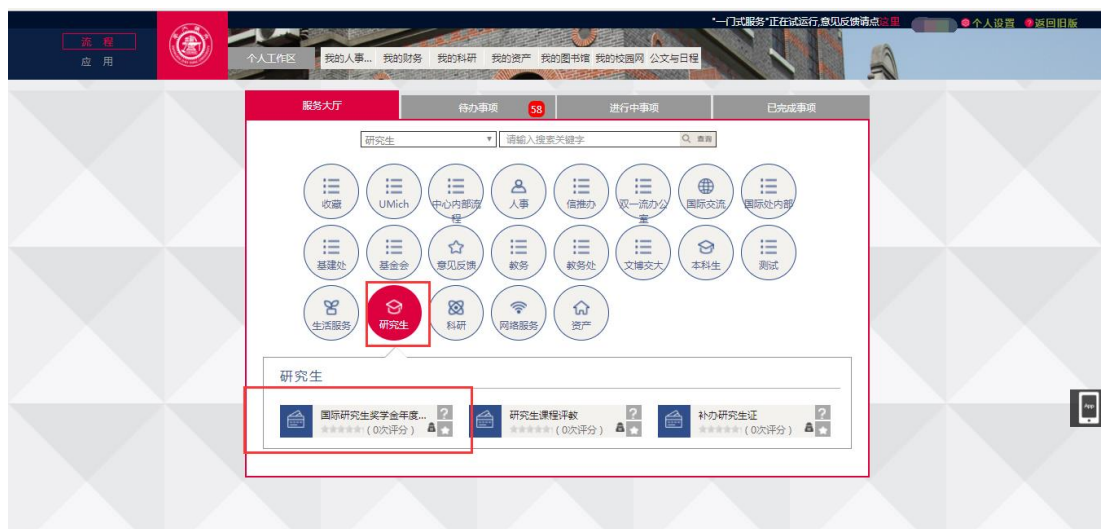 "一门式服务"正在试运行,意见反馈请点这里
个人设置
返回旧版
流 程
应 用
个人工作区
我的人事...
我的财务
我的科研
我的资产
我的图书馆
我的校园网
公文与日程
服务大厅
待办事项 58
进行中事项
已完成事项
研究生
请输入搜索关键字
查询
收藏
UMich
中心内部流程
人事
信推办
双一流办公室
国际交流
国际处内部
基建处
基金会
意见反馈
教务
教务处
文博交大
本科生
测试
生活服务
研究生
科研
网络服务
资产
研究生
国际研究生奖学金年度...
(0次评分)
研究生课程评教
(0次评分)
补办研究生证
(0次评分)
App